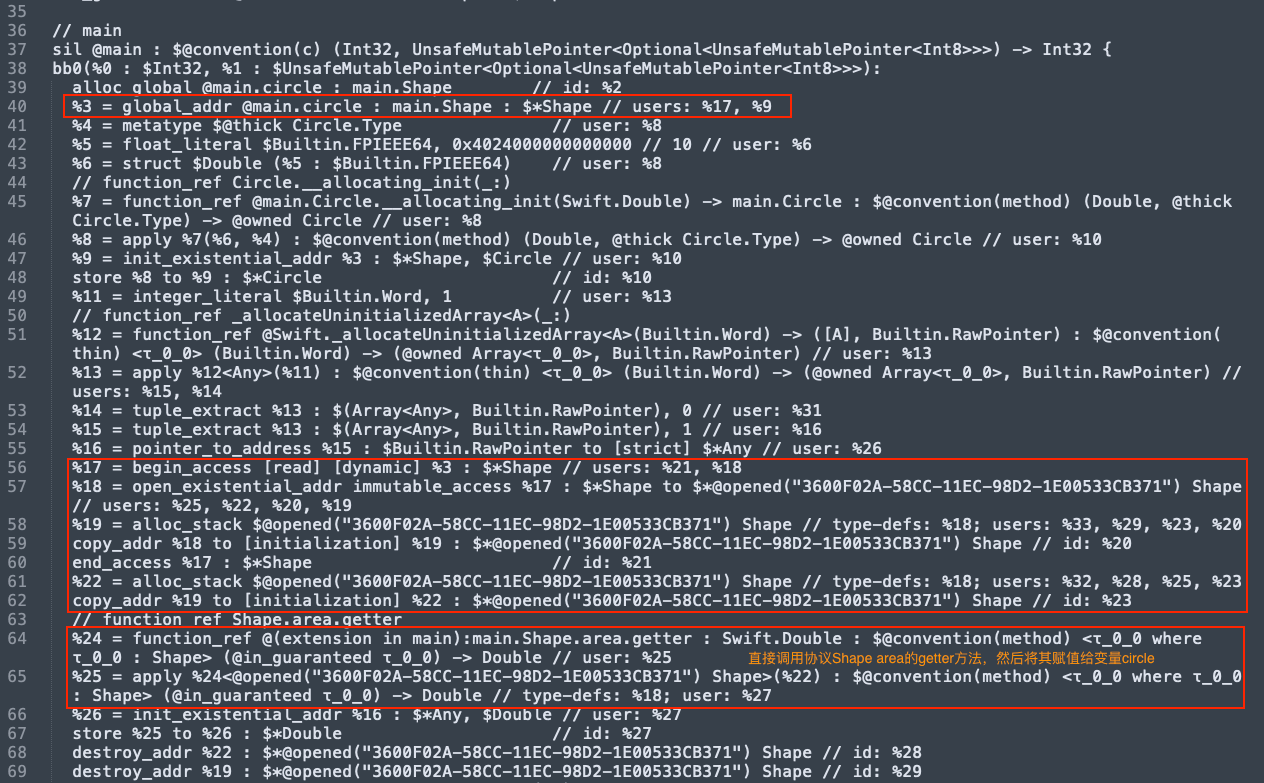 35
36 // main
37 sil @main : $@convention(c) (Int32, UnsafeMutablePointer<Optional<UnsafeMutablePointer<Int8>>>) -> Int32 {
38 bb0(%0 : $Int32, %1 : $UnsafeMutablePointer<Optional<UnsafeMutablePointer<Int8>>>):
39 alloc_global @main.circle : main.Shape // id: %2
40 %3 = global_addr @main.circle : main.Shape : $*Shape // users: %17, %9
41 %4 = metatype $@thick Circle.Type // user: %8
42 %5 = float_literal $Builtin.FPIEEE64, 0x4024000000000000 // 10 // user: %6
43 %6 = struct $Double (%5 : $Builtin.FPIEEE64) // user: %8
44 // function_ref Circle.__allocating_init(_:)
45 %7 = function_ref @main.Circle.__allocating_init(Swift.Double) -> main.Circle : $@convention(method) (Double, @thick
Circle.Type) -> @owned Circle // user: %8
46 %8 = apply %7(%6, %4) : $@convention(method) (Double, @thick Circle.Type) -> @owned Circle // user: %10
47 %9 = init_existential_addr %3 : $*Shape, $Circle // user: %10
48 store %8 to %9 : $*Circle // id: %10
49 %11 = integer_literal $Builtin.Word, 1 // user: %13
50 // function_ref _allocateUninitializedArray<A>(_:)
51 %12 = function_ref @Swift._allocateUninitializedArray<A>(Builtin.Word) -> ([A], Builtin.RawPointer) : $@convention(
thin) <τ_0_0> (Builtin.Word) -> (@owned Array<τ_0_0>, Builtin.RawPointer) // user: %13
52 %13 = apply %12<Any>(%11) : $@convention(thin) <τ_0_0> (Builtin.Word) -> (@owned Array<τ_0_0>, Builtin.RawPointer) //
users: %15, %14
53 %14 = tuple_extract %13 : $(Array<Any>, Builtin.RawPointer), 0 // user: %31
54 %15 = tuple_extract %13 : $(Array<Any>, Builtin.RawPointer), 1 // user: %16
55 %16 = pointer_to_address %15 : $Builtin.RawPointer to [strict] $*Any // user: %26
56 %17 = begin_access [read] [dynamic] %3 : $*Shape // users: %21, %18
57 %18 = open_existential_addr immutable_access %17 : $*Shape to $*@opened("3600F02A-58CC-11EC-98D2-1E00533CB371") Shape
// users: %25, %22, %20, %19
58 %19 = alloc_stack $@opened("3600F02A-58CC-11EC-98D2-1E00533CB371") Shape // type-defs: %18; users: %33, %29, %23, %20
59 copy_addr %18 to [initialization] %19 : $*@opened("3600F02A-58CC-11EC-98D2-1E00533CB371") Shape // id: %20
60 end_access %17 : $*Shape // id: %21
61 %22 = alloc_stack $@opened("3600F02A-58CC-11EC-98D2-1E00533CB371") Shape // type-defs: %18; users: %32, %28, %25, %23
62 copy_addr %19 to [initialization] %22 : $*@opened("3600F02A-58CC-11EC-98D2-1E00533CB371") Shape // id: %23
63 // function_ref Shape.area.getter
64 %24 = function_ref @(extension in main):main.Shape.area.getter : Swift.Double : $@convention(method) <τ_0_0 where
τ_0_0 : Shape> (@in_guaranteed τ_0_0) -> Double // user: %25 直接调用协议Shape area的getter方法，然后将其赋值给变量circle
65 %25 = apply %24<@opened("3600F02A-58CC-11EC-98D2-1E00533CB371") Shape>(%22) : $@convention(method) <τ_0_0 where τ_0_0
: Shape> (@in_guaranteed τ_0_0) -> Double // type-defs: %18; user: %27
66 %26 = init_existential_addr %16 : $*Any, $Double // user: %27
67 store %25 to %26 : $*Double // id: %27
68 destroy_addr %22 : $*@opened("3600F02A-58CC-11EC-98D2-1E00533CB371") Shape // id: %28
69 destroy_addr %19 : $*@opened("3600F02A-58CC-11EC-98D2-1E00533CB371") Shape // id: %29